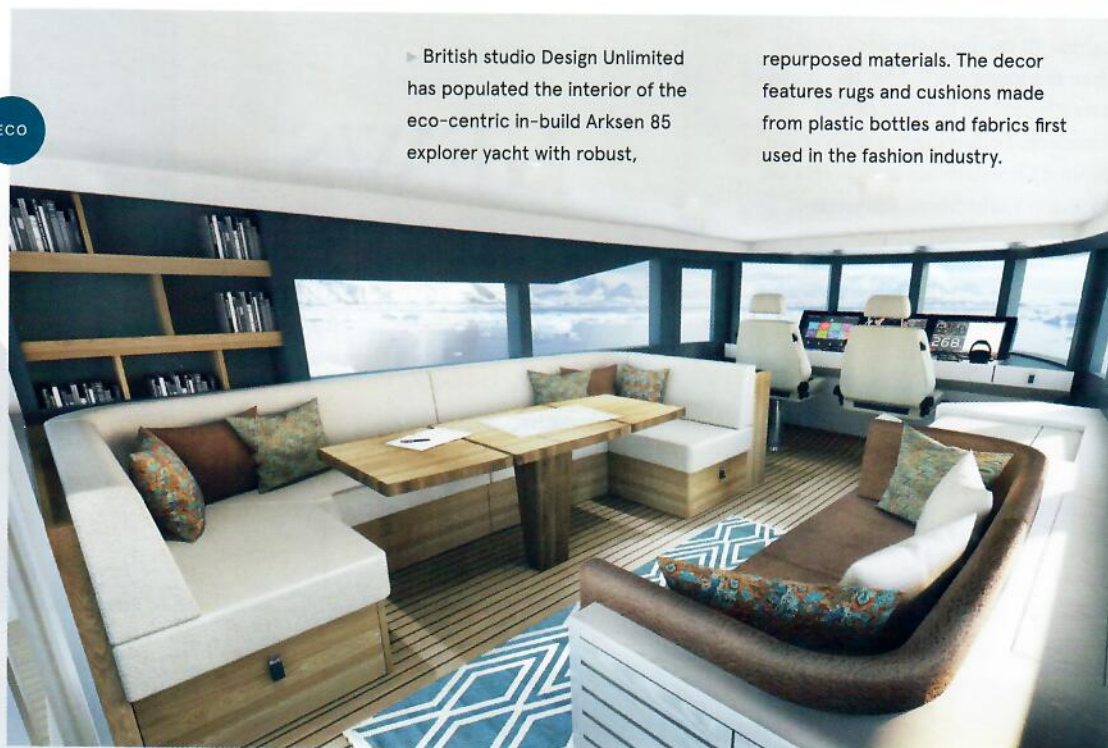 ECO
▸ British studio Design Unlimited
has populated the interior of the
eco-centric in-build Arksen 85
explorer yacht with robust,
repurposed materials. The decor
features rugs and cushions made
from plastic bottles and fabrics first
used in the fashion industry.
268